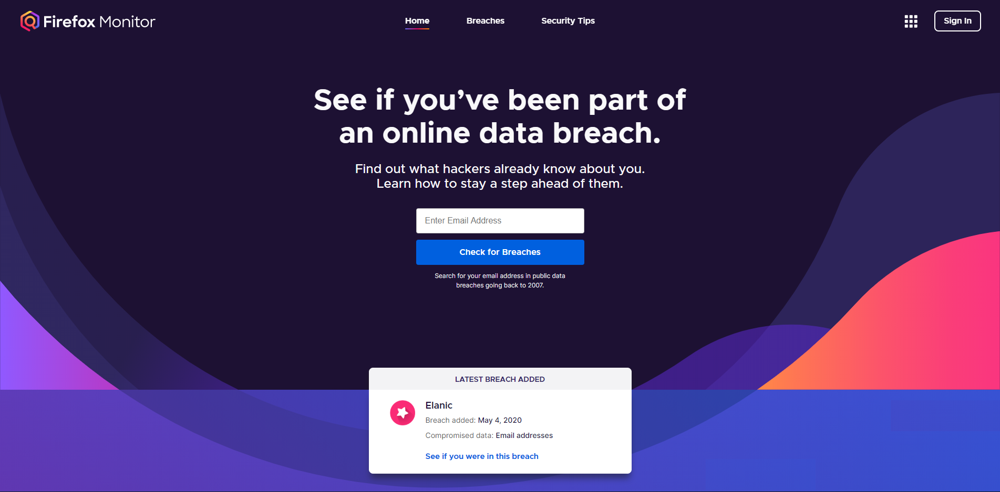 Firefox Monitor
Home
Breaches
Security Tips
Sign In
See if you’ve been part of
an online data breach.
Find out what hackers already know about you.
Learn how to stay a step ahead of them.
Enter Email Address
Check for Breaches
Search for your email address in public data
breaches going back to 2007.
LATEST BREACH ADDED
Elanic
Breach added: May 4, 2020
Compromised data: Email addresses
See if you were in this breach